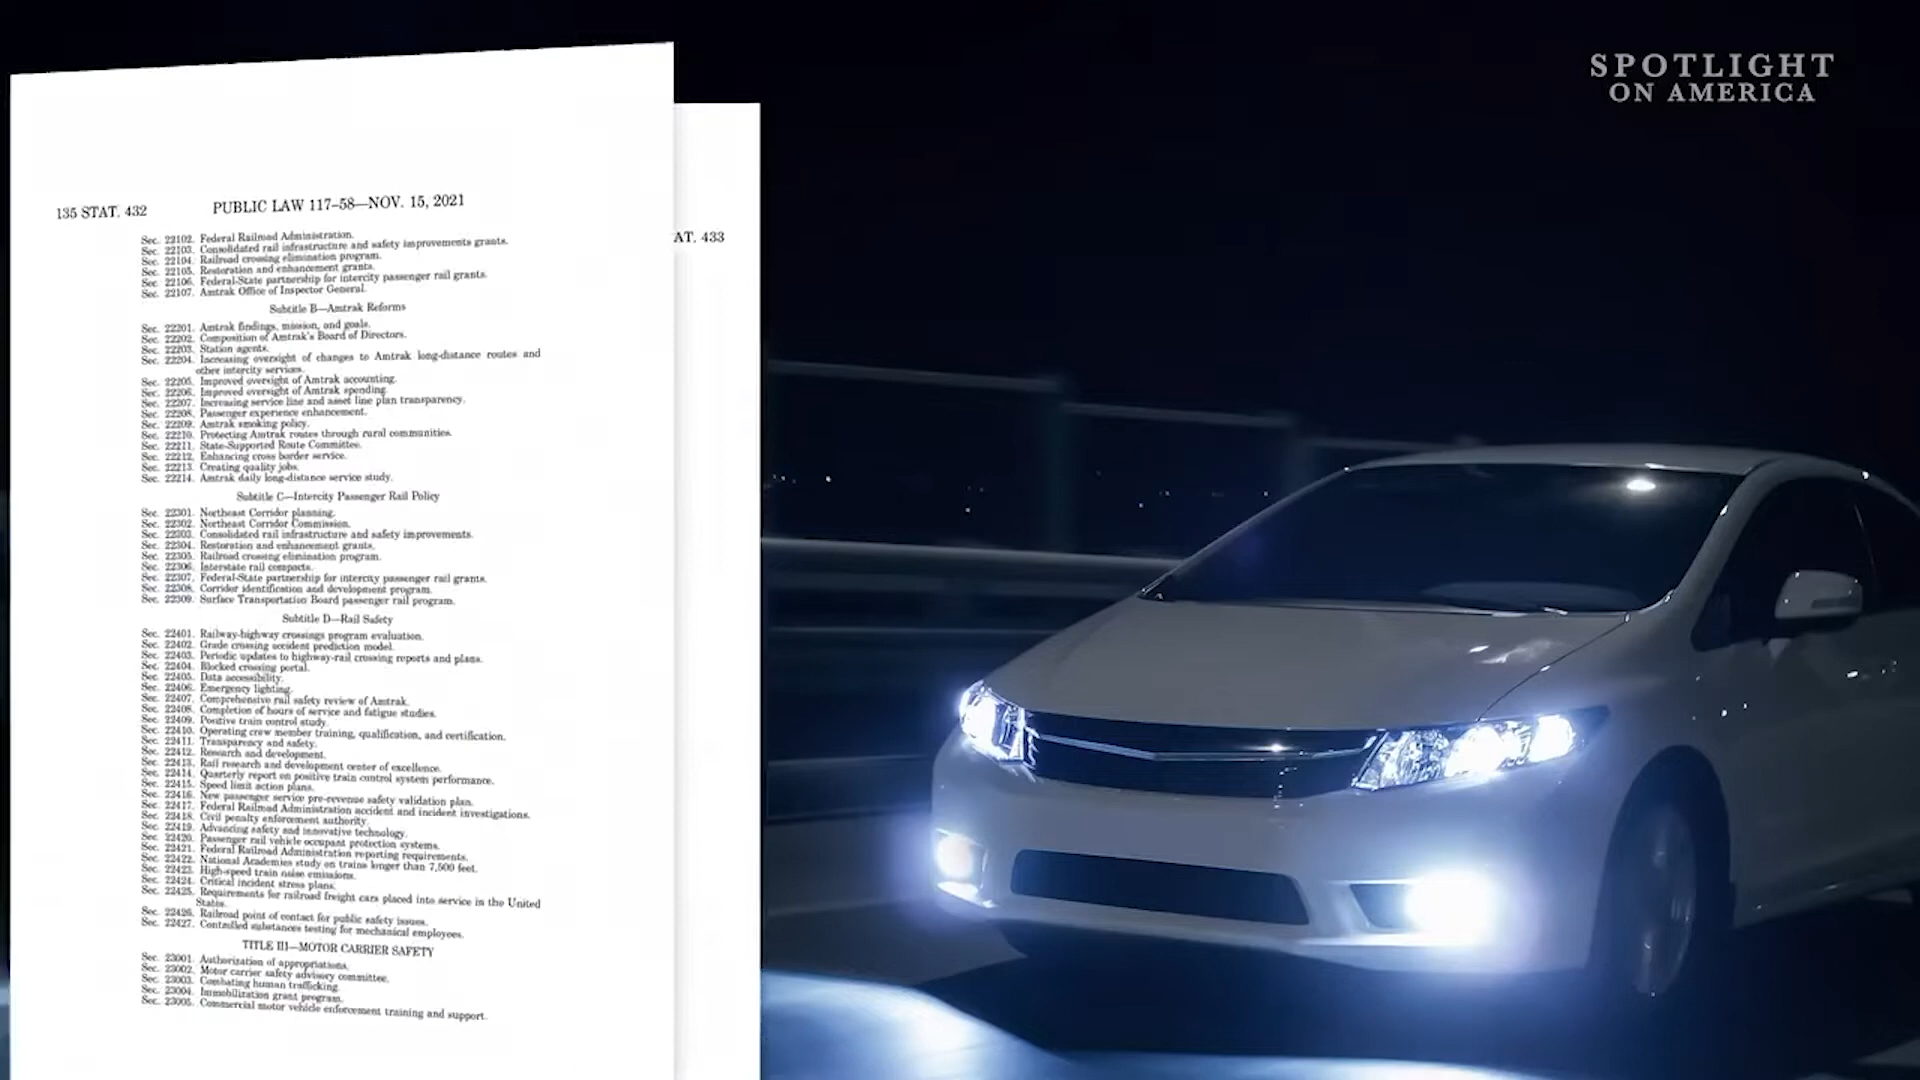 SPOTLIGHT
ON AMERICA
135 STAT. 432
PUBLIC LAW 117–58—NOV. 15, 2021
Sec. 22102. Federal Railroad Administration.
Sec. 22103. Consolidated rail infrastructure and safety improvements grants.
Sec. 22104. Railroad crossing elimination program.
Sec. 22105. Restoration and enhancement grants.
Sec. 22106. Federal-State partnership for intercity passenger rail grants.
Sec. 22107. Amtrak Office of Inspector General.
Subtitle B—Amtrak Reforms
Sec. 22201. Amtrak findings, mission, and goals.
Sec. 22202. Composition of Amtrak's Board of Directors.
Sec. 22203. Station agents.
Sec. 22204. Increasing oversight of changes to Amtrak long-distance routes and
other intercity services.
Sec. 22205. Improved oversight of Amtrak accounting.
Sec. 22206. Improved oversight of Amtrak spending.
Sec. 22207. Increasing service line and asset line plan transparency.
Sec. 22208. Passenger experience enhancement.
Sec. 22209. Amtrak smoking policy.
Sec. 22210. Protecting Amtrak routes through rural communities.
Sec. 22211. State-Supported Route Committee.
Sec. 22212. Enhancing cross border service.
Sec. 22213. Creating quality jobs.
Sec. 22214. Amtrak daily long-distance service study.
Subtitle C—Intercity Passenger Rail Policy
Sec. 22301. Northeast Corridor planning.
Sec. 22302. Northeast Corridor Commission.
Sec. 22303. Consolidated rail infrastructure and safety improvements.
Sec. 22304. Restoration and enhancement grants.
Sec. 22305. Railroad crossing elimination program.
Sec. 22306. Interstate rail compacts.
Sec. 22307. Federal-State partnership for intercity passenger rail grants.
Sec. 22308. Corridor identification and development program.
Sec. 22309. Surface Transportation Board passenger rail program.
Subtitle D—Rail Safety
Sec. 22401. Railway-highway crossings program evaluation.
Sec. 22402. Grade crossing accident prediction model.
Sec. 22403. Periodic updates to highway-rail crossing reports and plans.
Sec. 22404. Blocked crossing portal.
Sec. 22405. Data accessibility.
Sec. 22406. Emergency lighting.
Sec. 22407. Comprehensive rail safety review of Amtrak.
Sec. 22408. Completion of hours of service and fatigue studies.
Sec. 22409. Positive train control study.
Sec. 22410. Operating crew member training, qualification, and certification.
Sec. 22411. Transparency and safety.
Sec. 22412. Research and development.
Sec. 22413. Rail research and development center of excellence.
Sec. 22414. Quarterly report on positive train control system performance.
Sec. 22415. Speed limit action plans.
Sec. 22416. New passenger service pre-revenue safety validation plan.
Sec. 22417. Federal Railroad Administration accident and incident investigations.
Sec. 22418. Civil penalty enforcement authority.
Sec. 22419. Advancing safety and innovative technology.
Sec. 22420. Passenger rail vehicle occupant protection systems.
Sec. 22421. Federal Railroad Administration reporting requirements.
Sec. 22422. National Academies study on trains longer than 7,500 feet.
Sec. 22423. High-speed train noise emissions.
Sec. 22424. Critical incident stress plans.
Sec. 22425. Requirements for railroad freight cars placed into service in the United
States.
Sec. 22426. Railroad point of contact for public safety issues.
Sec. 22427. Controlled substances testing for mechanical employees.
TITLE III—MOTOR CARRIER SAFETY
Sec. 23001. Authorization of appropriations.
Sec. 23002. Motor carrier safety advisory committee.
Sec. 23003. Combating human trafficking.
Sec. 23004. Immobilization grant program.
Sec. 23005. Commercial motor vehicle enforcement training and support.
AT. 433